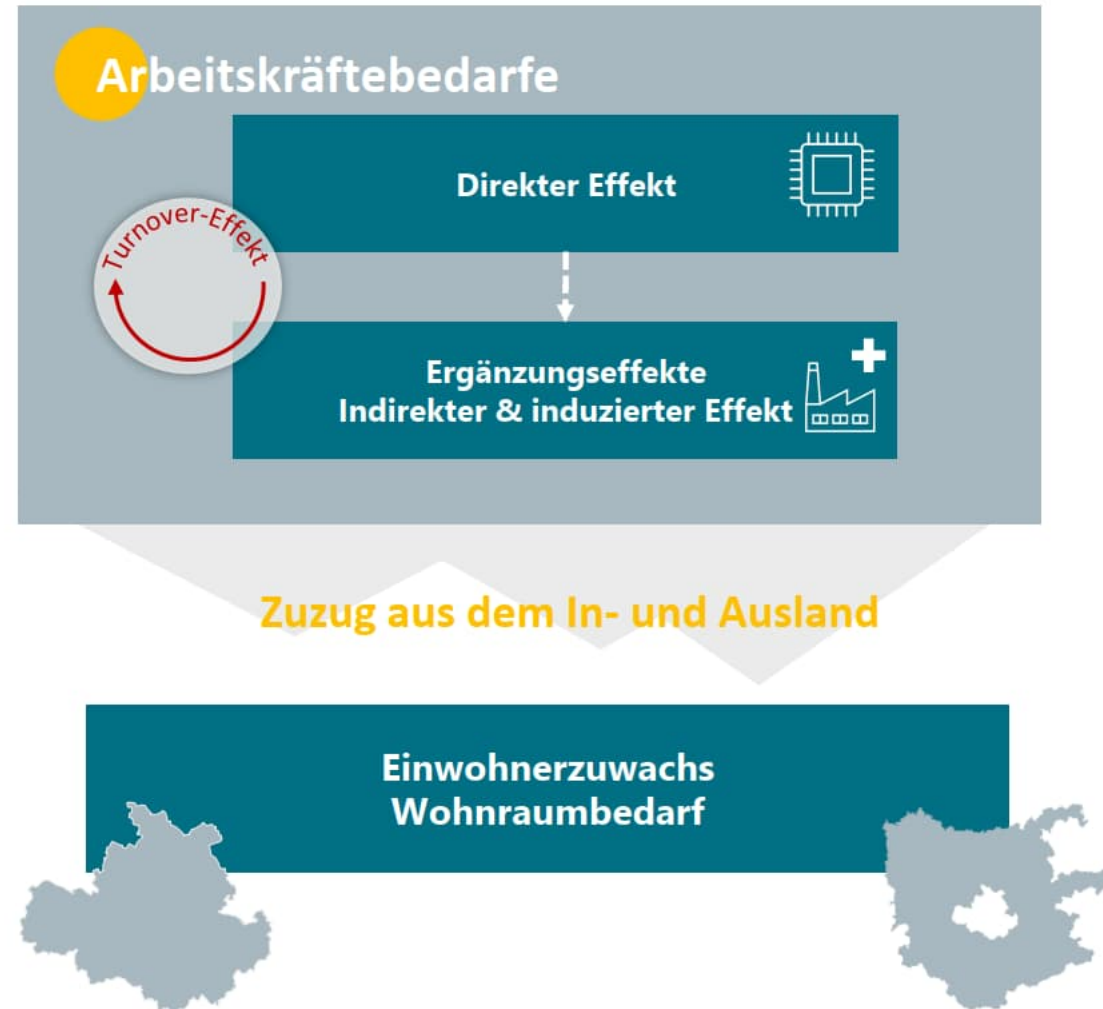 Arbeitskräftebedarfe
Direkter Effekt
Turnover-Effekt
Ergänzungseffekte
Indirekter & induzierter Effekt
Zuzug aus dem In- und Ausland
Einwohnerzuwachs
Wohnraumbedarf